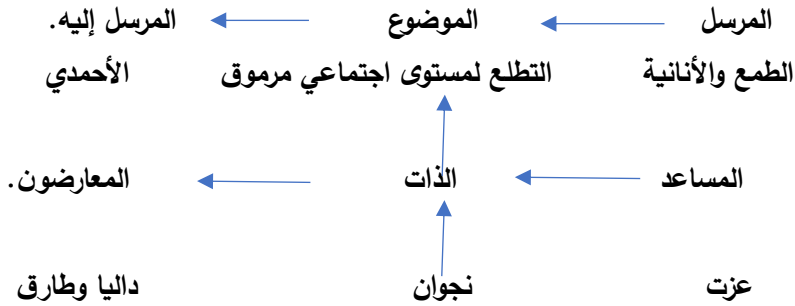 المرسل الموضوع المرسل إليه.
الطمع والأنانية التطلع لمستوى اجتماعي مرموق الأحمدي
المساعد الذات المعارضون.
عزت نجوان داليا وطارق